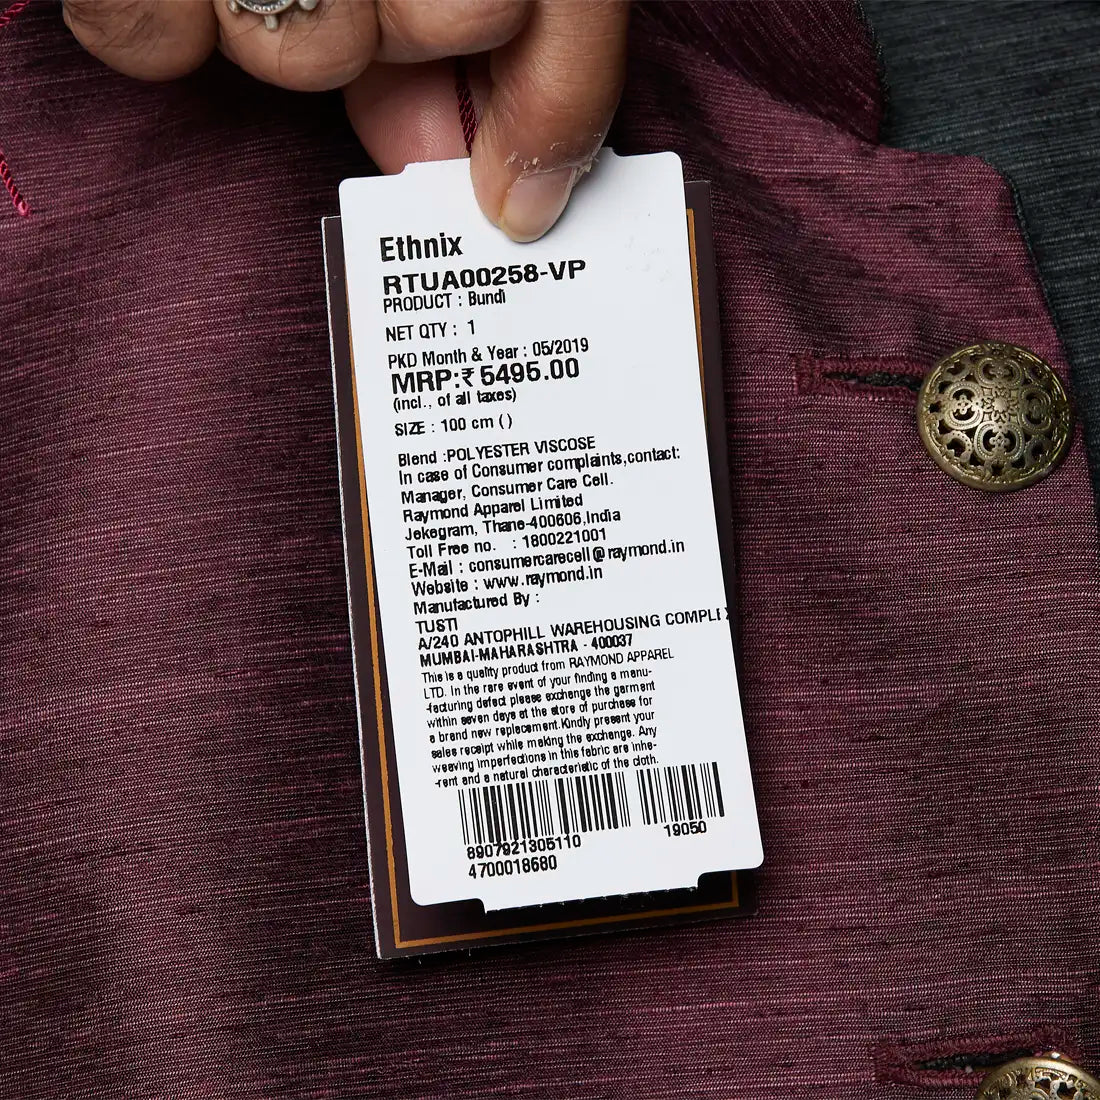 Ethnix
RTUA00258-VP
PRODUCT : Bundi
NET QTY : 1
PKD Month & Year : 05/2019
MRP:₹ 5495.00
(incl., of all taxes)
SIZE : 100 cm ()
Blend :POLYESTER VISCOSE
In case of Consumer complaints,contact:
Manager, Consumer Care Cell.
Raymond Apparel Limited
Jekegram, Thane-400606,India
Toll Free no. : 1800221001
E-Mail : consumercarecell@raymond.in
Website : www.raymond.in
Manufactured By :
TUSTI
A/240 ANTOPHILL WAREHOUSING COMPLEX
MUMBAI-MAHARASHTRA - 400037
This is a quality product from RAYMOND APPAREL
LTD. In the rare event of your finding a manu-
-facturing defect please exchange the garment
within seven days at the store of purchase for
a brand new replacement.Kindly present your
sales receipt while making the exchange. Any
weaving imperfections in this fabric are inhe-
-rent and a natural characteristic of the cloth.
8907921305110 19050
4700018680